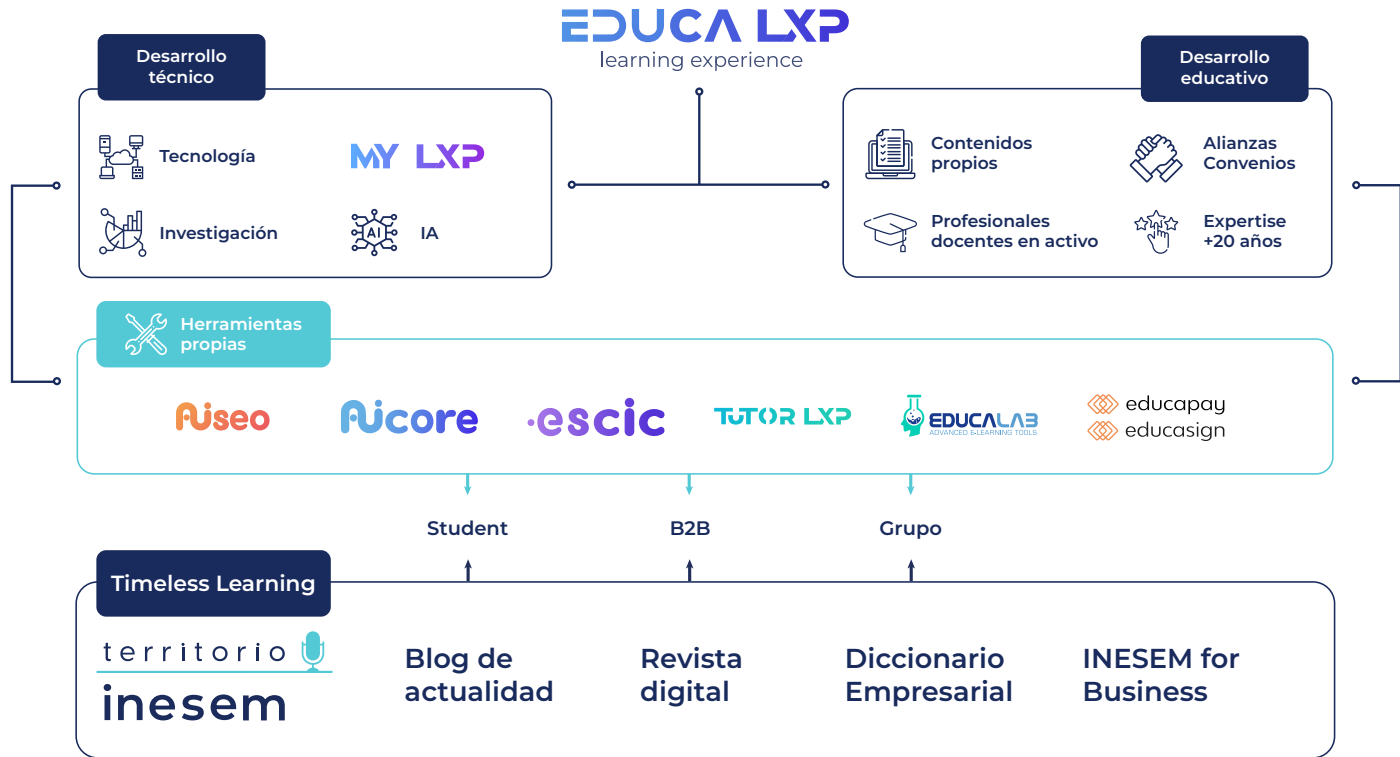 EDUCA LXP
learning experience
Desarrollo
técnico
Tecnología
MY LXP
Investigación
AI
IA
Desarrollo
educativo
Contenidos
propios
Alianzas
Convenios
Profesionales
docentes en activo
Expertise
+20 años
Herramientas
propias
Aiseo
Aicore
escic
TUTOR LXP
EDUCALAB
ADVANCED E-LEARNING TOOLS
educapay
educasign
Student
B2B
Grupo
Timeless Learning
territorio
inesem
Blog de
actualidad
Revista
digital
Diccionario
Empresarial
INESEM for
Business